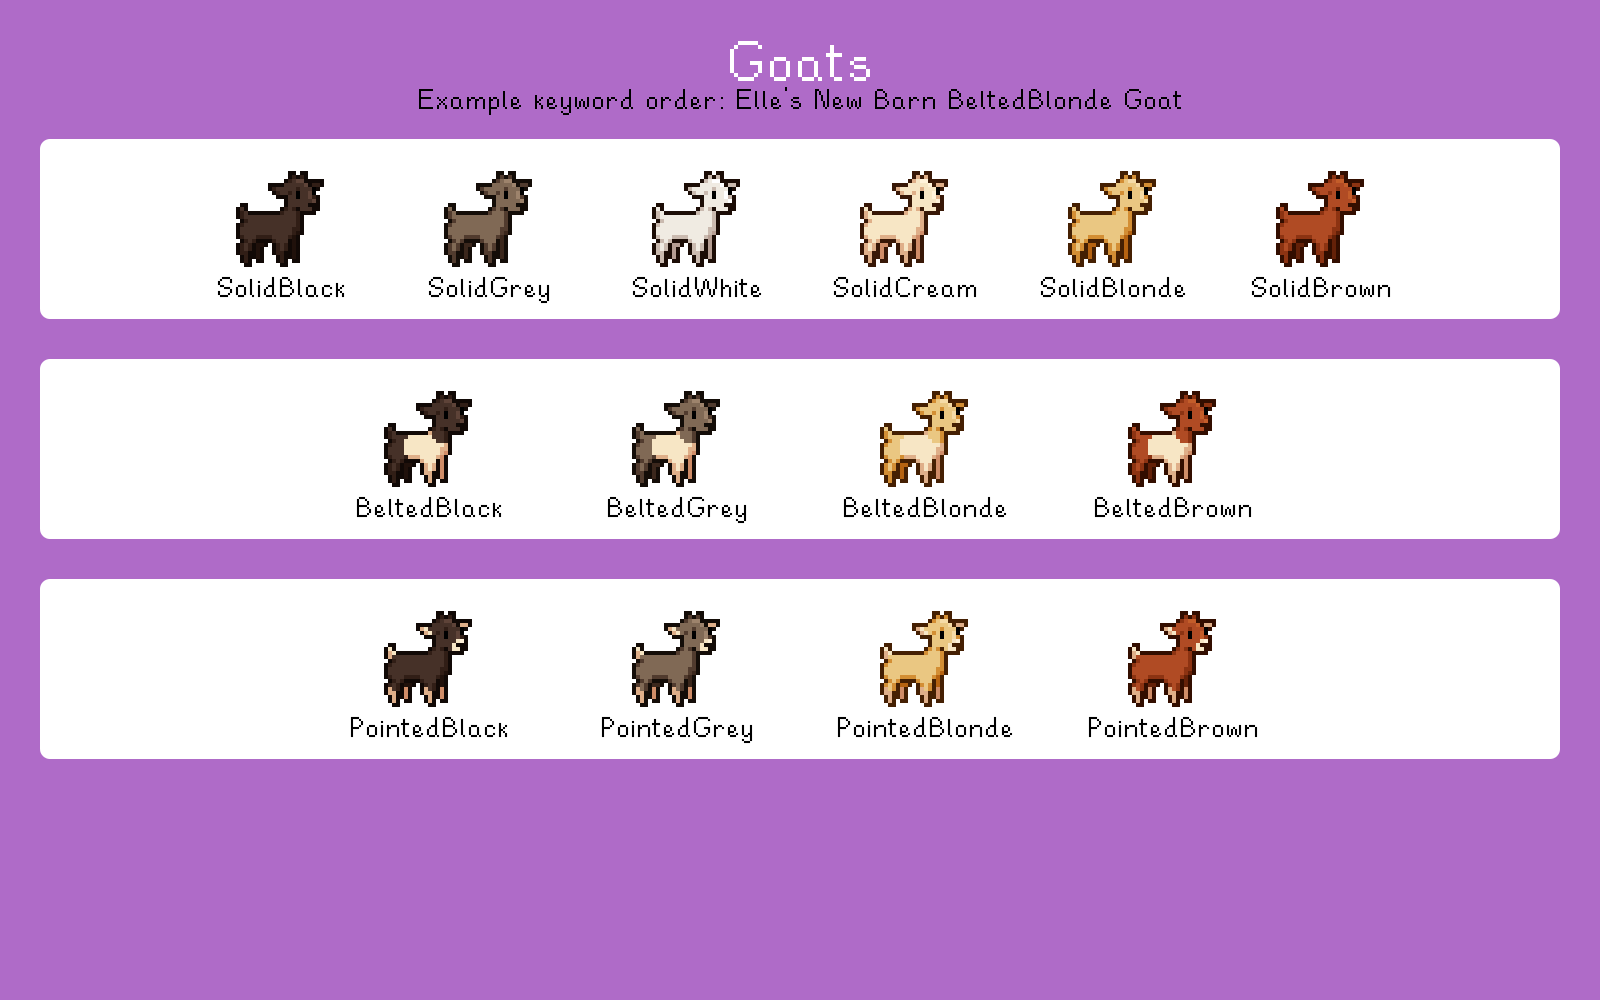 Goats
Example keyword order: Elle's New Barn BeltedBlonde Goat
SolidBlack SolidGrey SolidWhite SolidCream SolidBlonde SolidBrown
BeltedBlack BeltedGrey BeltedBlonde BeltedBrown
PointedBlack PointedGrey PointedBlonde PointedBrown